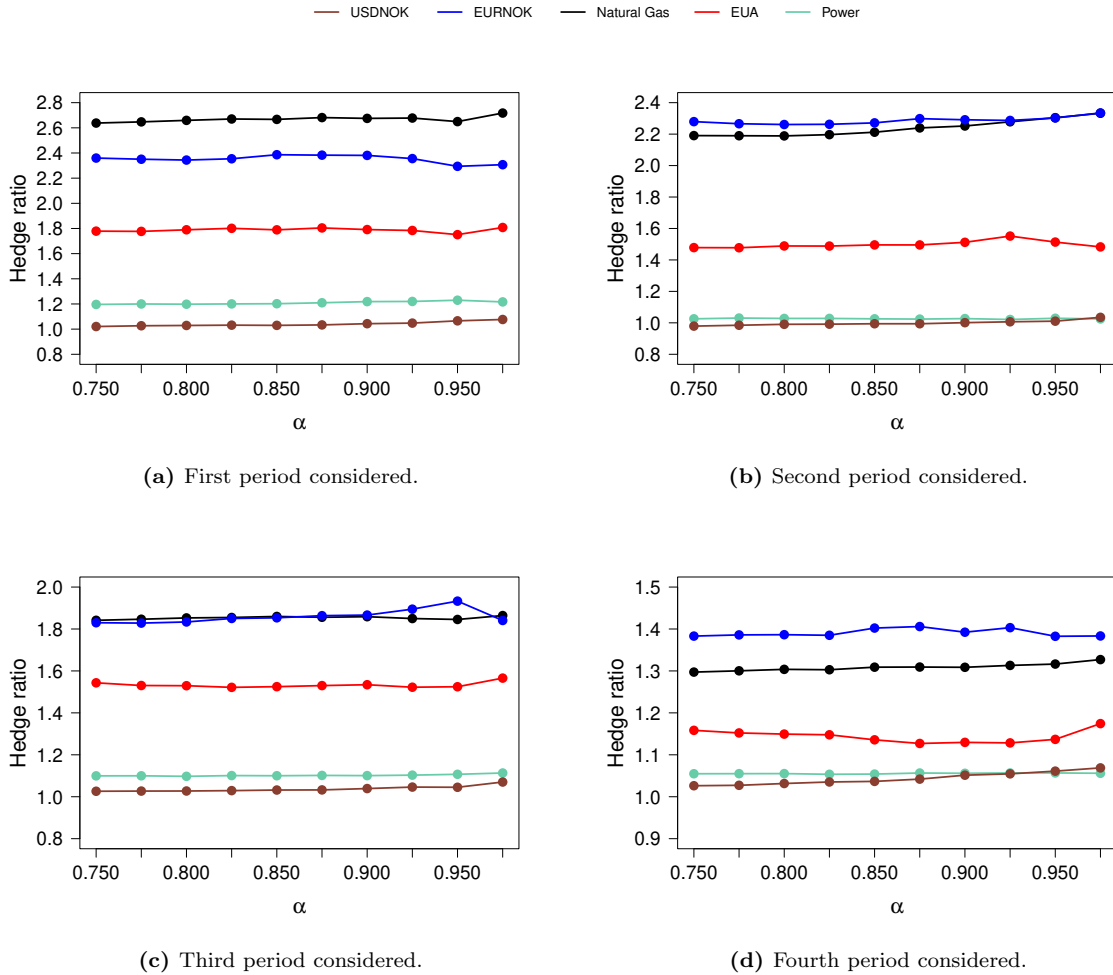 USDNOK EURNOK Natural Gas EUA Power
2.8
2.6
2.4
2.2
2.0
1.8
1.6
1.4
1.2
1.0
0.8
Hedge ratio
0.750 0.800 0.850 0.900 0.950
α
(a) First period considered.
2.4
2.2
2.0
1.8
1.6
1.4
1.2
1.0
0.8
Hedge ratio
0.750 0.800 0.850 0.900 0.950
α
(b) Second period considered.
2.0
1.8
1.6
1.4
1.2
1.0
0.8
Hedge ratio
0.750 0.800 0.850 0.900 0.950
α
(c) Third period considered.
1.5
1.4
1.3
1.2
1.1
1.0
0.9
Hedge ratio
0.750 0.800 0.850 0.900 0.950
α
(d) Fourth period considered.